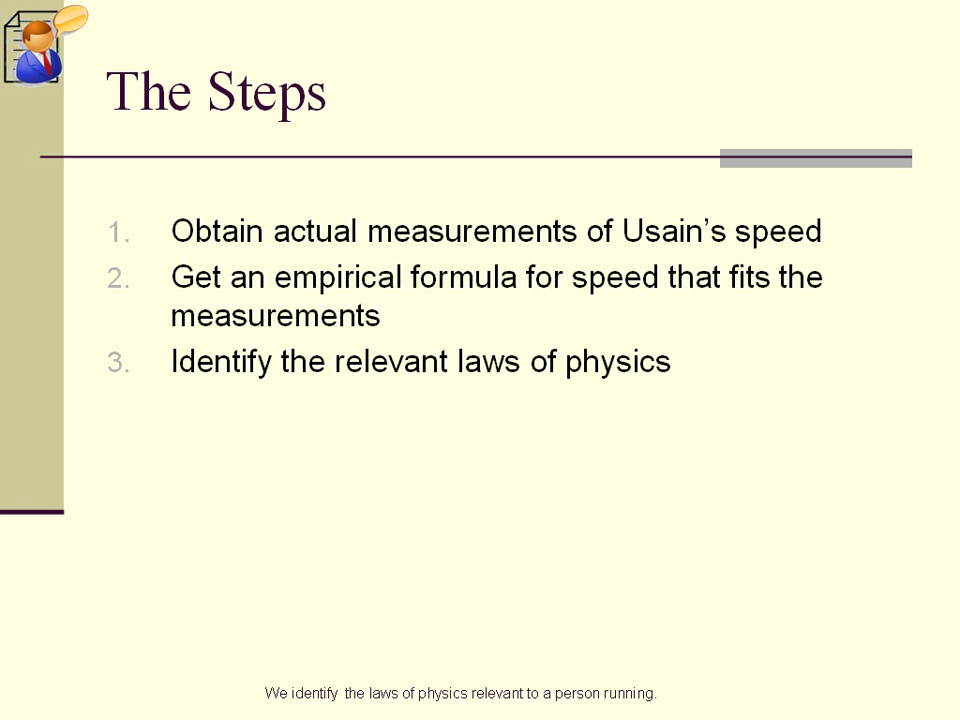 The Steps
1. Obtain actual measurements of Usain’s speed
2. Get an empirical formula for speed that fits the
measurements
3. Identify the relevant laws of physics
We identify the laws of physics relevant to a person running.